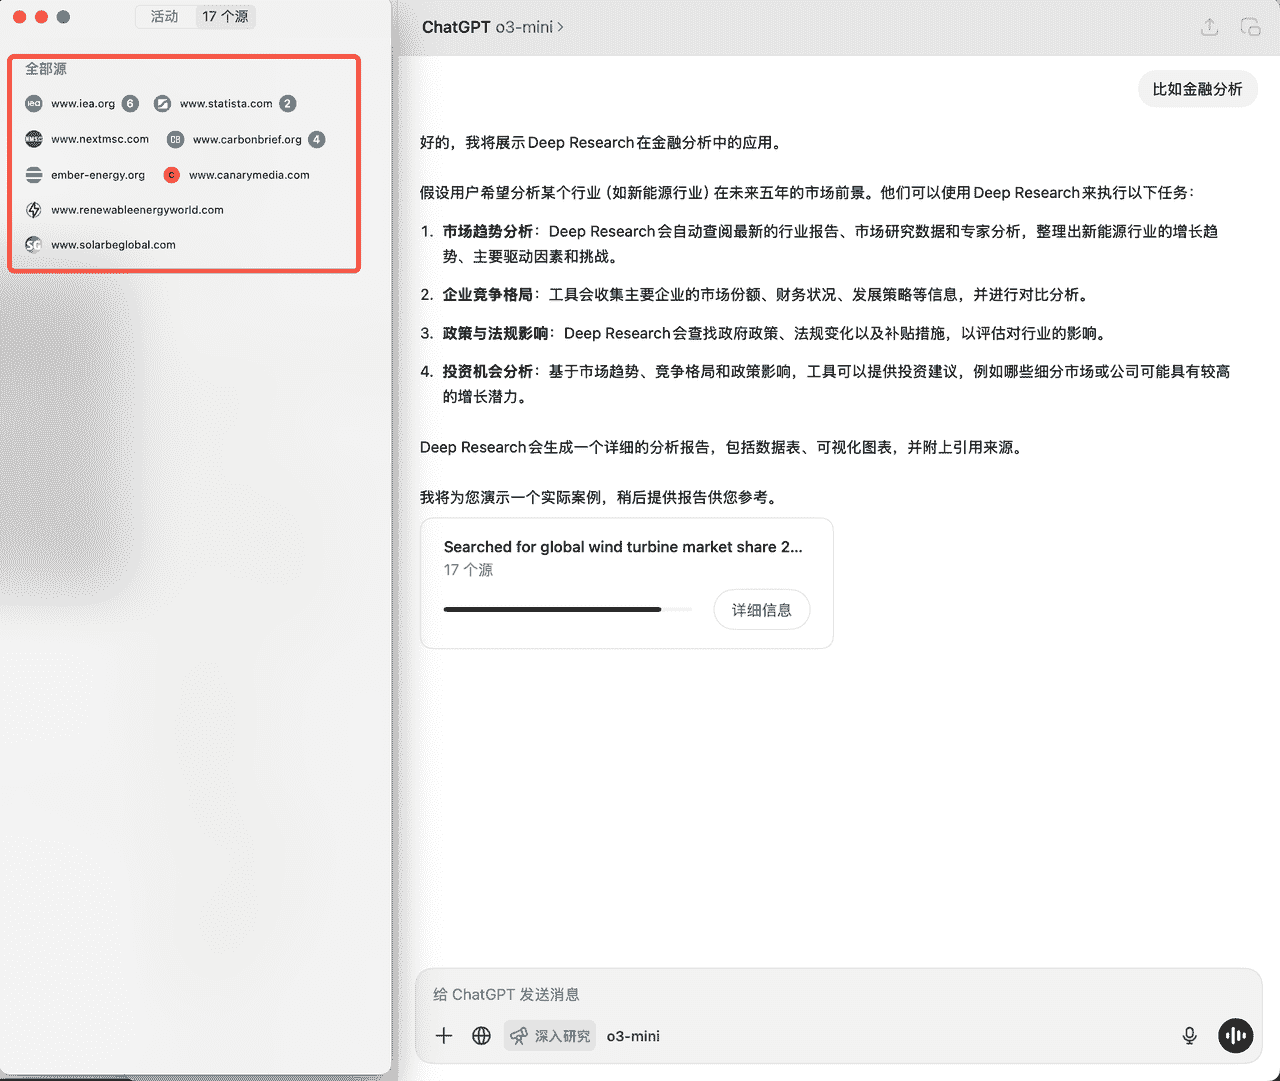 活动 17 个源
全部源
iea www.iea.org 6 www.statista.com 2
www.nextmsc.com CB www.carbonbrief.org 4
ember-energy.org C www.canarymedia.com
www.renewableenergyworld.com
SG www.solarbeglobal.com
ChatGPT o3-mini >
比如金融分析
好的，我将展示 Deep Research 在金融分析中的应用。
假设用户希望分析某个行业（如新能源行业）在未来五年的市场前景。他们可以使用 Deep Research 来执行以下任务：
1. 市场趋势分析：Deep Research 会自动查阅最新的行业报告、市场研究数据和专家分析，整理出新能源行业的增长趋
势、主要驱动因素和挑战。
2. 企业竞争格局：工具会收集主要企业的市场份额、财务状况、发展策略等信息，并进行对比分析。
3. 政策与法规影响：Deep Research 会查找政府政策、法规变化以及补贴措施，以评估对行业的影响。
4. 投资机会分析：基于市场趋势、竞争格局和政策影响，工具可以提供投资建议，例如哪些细分市场或公司可能具有较高
的增长潜力。
Deep Research 会生成一个详细的分析报告，包括数据表、可视化图表，并附上引用来源。
我将为您演示一个实际案例，稍后提供报告供您参考。
Searched for global wind turbine market share 2...
17 个源
详细信息
给 ChatGPT 发送消息
深入研究 o3-mini